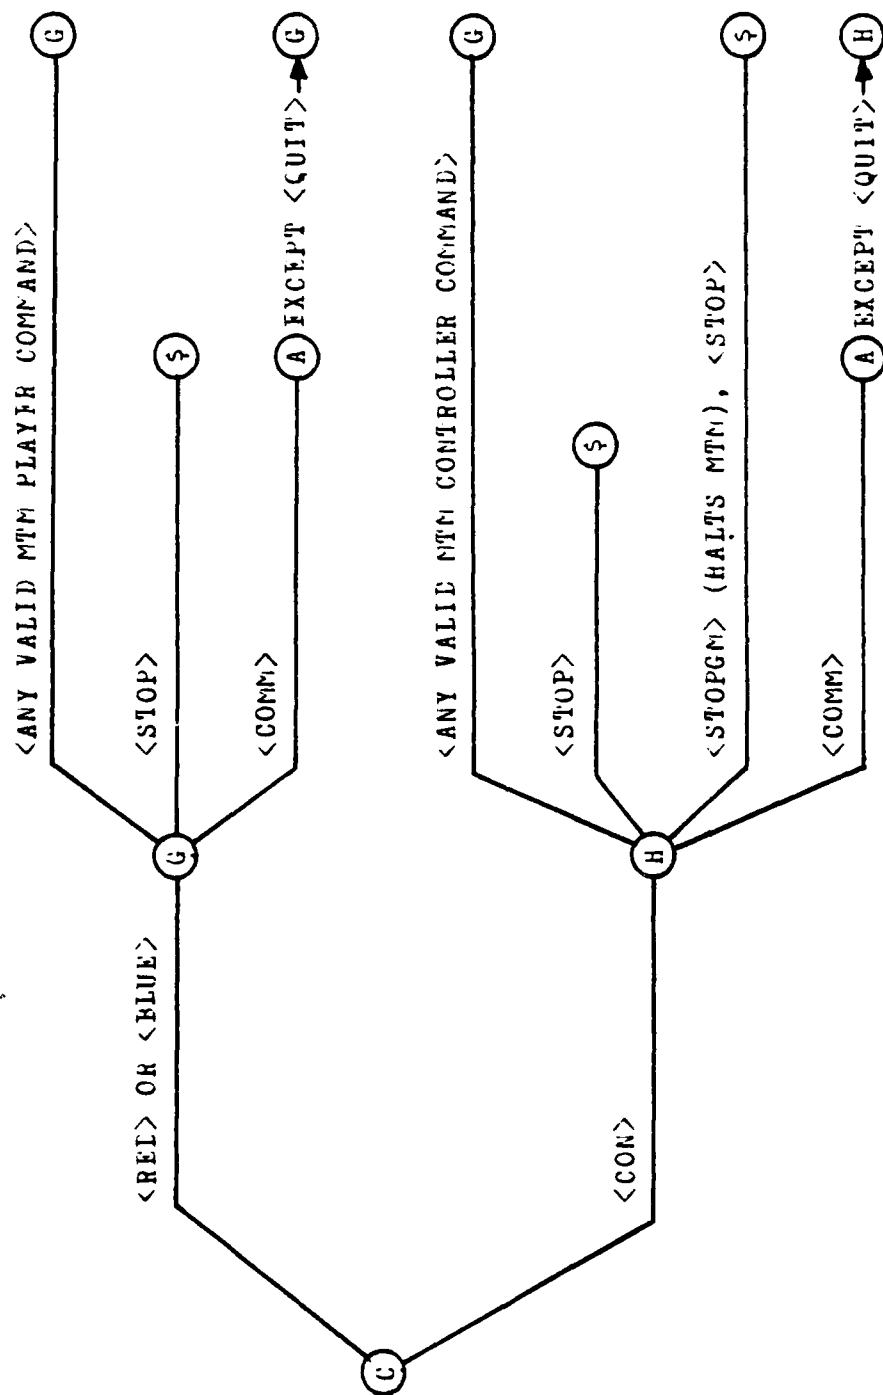 C
<RED> OR <BLUE>
G
<ANY VALID MTM PLAYER COMMAND>
G
<STOP>
$
<COMM>
A EXCEPT <QUIT> G
<CON>
H
<ANY VALID MTM CONTROLLER COMMAND>
G
<STOP>
$
<STOPGM> (HALTS MTM), <STOP>
$
<COMM>
A EXCEPT <QUIT> H